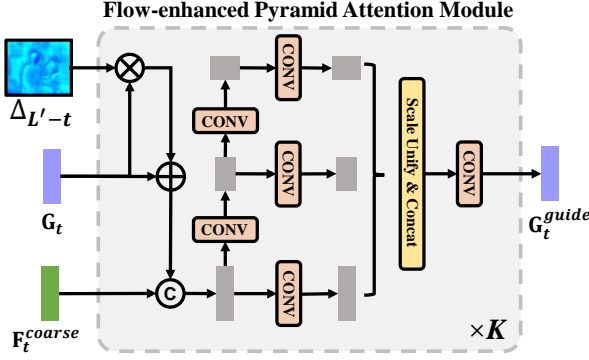 Flow-enhanced Pyramid Attention Module
Δ_{L'-t}
G_t
F_t^{coarse}
C
CONV
CONV
CONV
CONV
CONV
Scale Unify & Concat
CONV
G_t^{guide}
×K